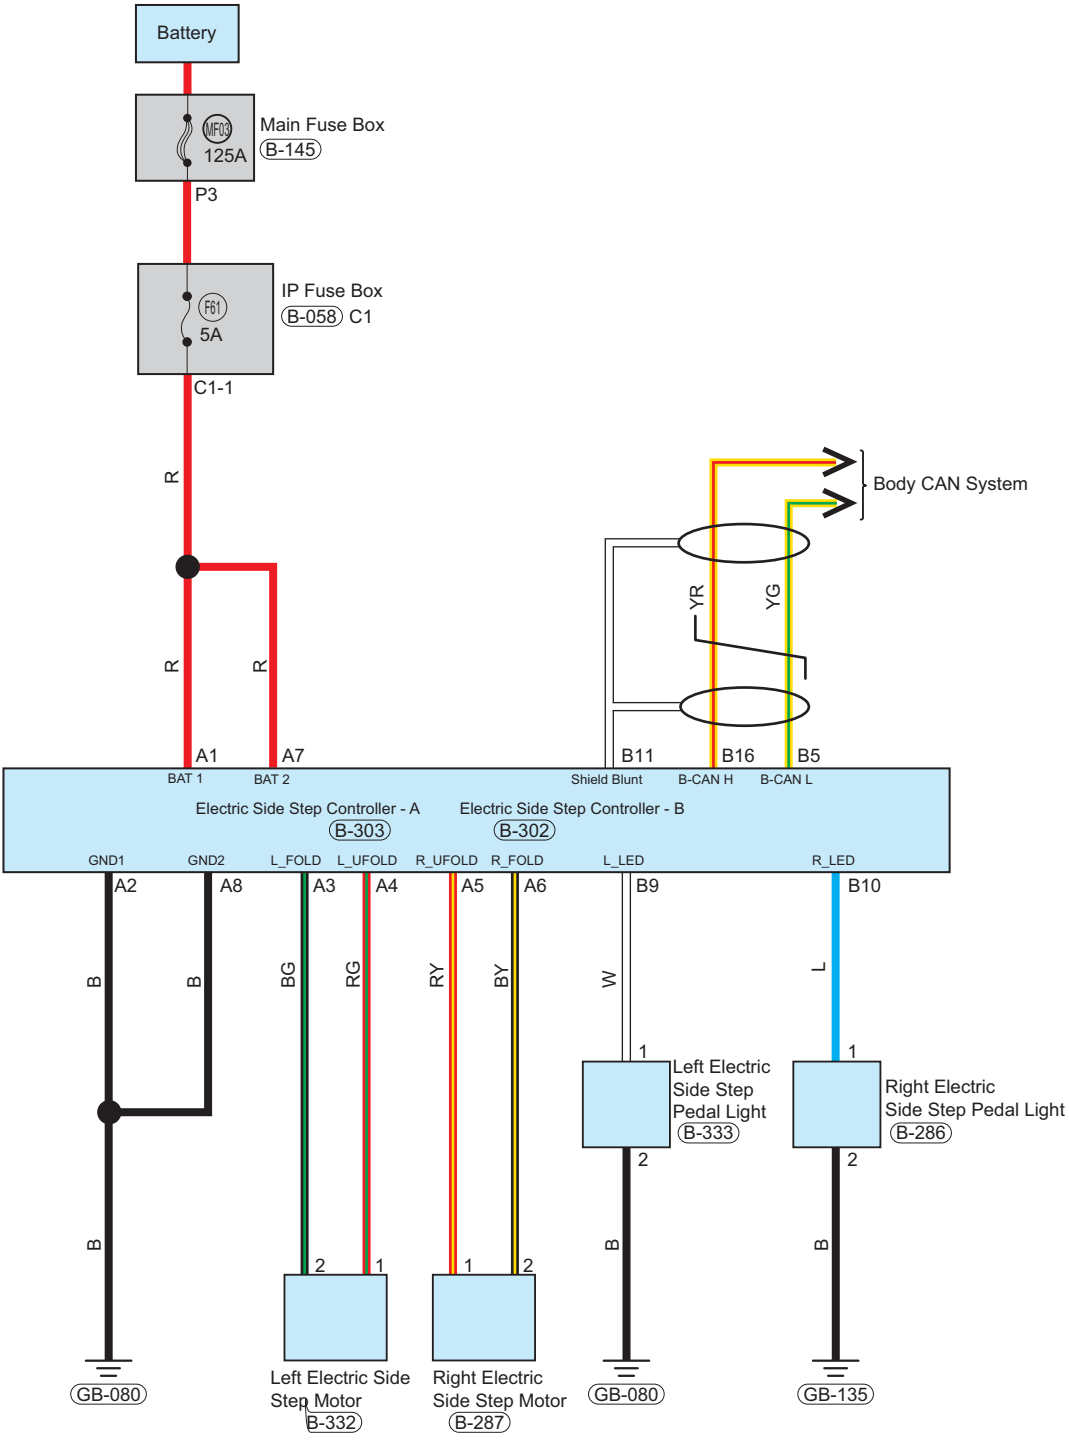 Battery
MF03
125A
Main Fuse Box
B-145
P3
F61
5A
IP Fuse Box
B-058 C1
C1-1
R
Body CAN System
YR
YG
R
R
A1
A7
B11
B16
B5
BAT 1
BAT 2
Shield Blunt
B-CAN H
B-CAN L
Electric Side Step Controller - A
B-303
Electric Side Step Controller - B
B-302
GND1
GND2
L_FOLD
L_UFOLD
R_UFOLD
R_FOLD
L_LED
R_LED
A2
A8
A3
A4
A5
A6
B9
B10
B
B
BG
RG
RY
BY
W
L
1
Left Electric
Side Step
Pedal Light
B-333
2
1
Right Electric
Side Step Pedal Light
B-286
2
B
B
B
2
1
1
2
GB-080
Left Electric Side
Step Motor
B-332
Right Electric
Side Step Motor
B-287
GB-080
GB-135